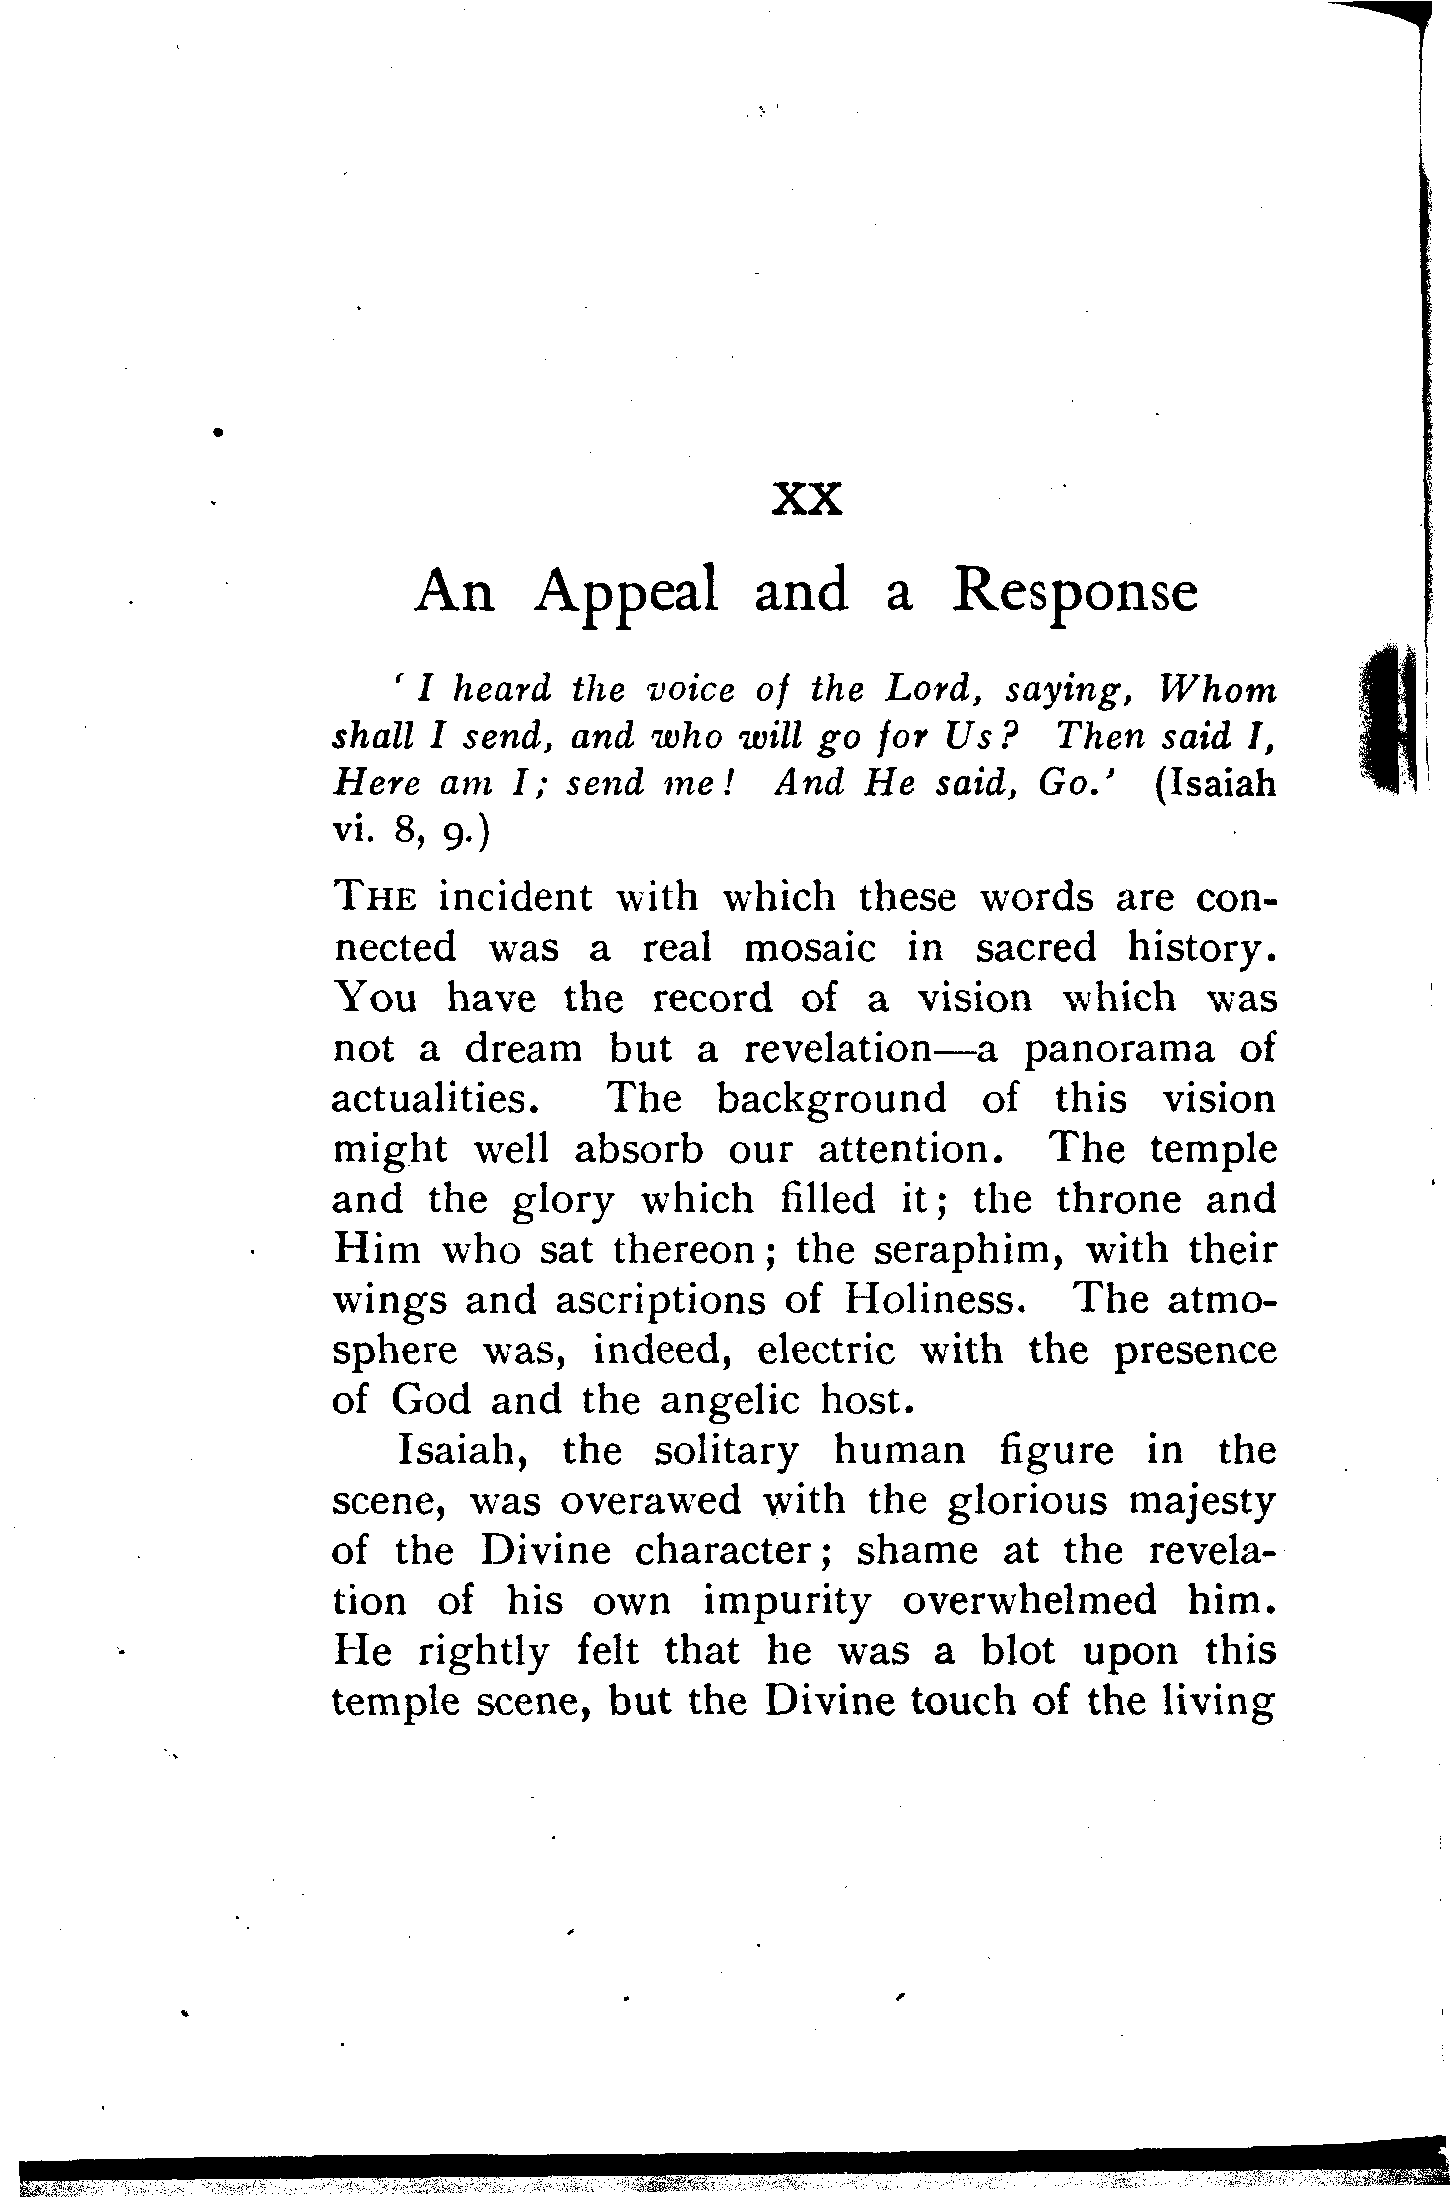 XX
An Appeal and a Response
‘ I heard the voice of the Lord, saying, Whom
shall I send, and who will go for Us ? Then said I,
Here am I ; send me ! And He said, Go.’ (Isaiah
vi. 8, 9.)
THE incident with which these words are con-
nected was a real mosaic in sacred history.
You have the record of a vision which was
not a dream but a revelation—a panorama of
actualities. The background of this vision
might well absorb our attention. The temple
and the glory which filled it ; the throne and
Him who sat thereon ; the seraphim, with their
wings and ascriptions of Holiness. The atmo-
sphere was, indeed, electric with the presence
of God and the angelic host.
Isaiah, the solitary human figure in the
scene, was overawed with the glorious majesty
of the Divine character ; shame at the revela-
tion of his own impurity overwhelmed him.
He rightly felt that he was a blot upon this
temple scene, but the Divine touch of the living